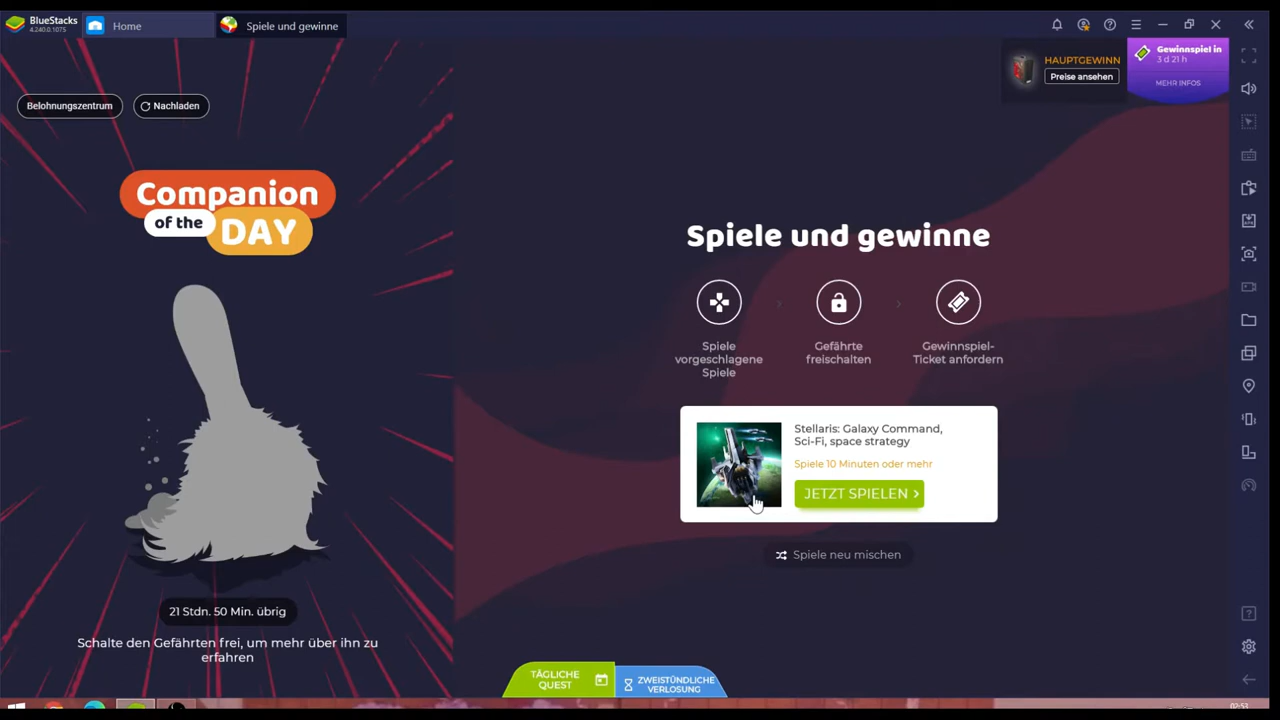 BlueStacks
4.240.0.1075
Home
Spiele und gewinne
HAUPTGEWINN
Preise ansehen
Gewinnspiel in
3 d 21 h
MEHR INFOS
Belohnungszentrum
Nachladen
Companion
of the
DAY
21 Stdn. 50 Min. übrig
Schalte den Gefährten frei, um mehr über ihn zu
erfahren
Spiele und gewinne
Spiele
vorgeschlagene
Spiele
Gefährte
freischalten
Gewinnspiel-
Ticket anfordern
Stellaris: Galaxy Command,
Sci-Fi, space strategy
Spiele 10 Minuten oder mehr
JETZT SPIELEN
Spiele neu mischen
TÄGLICHE
QUEST
ZWEISTÜNDLICHE
VERLOSUNG
02:53